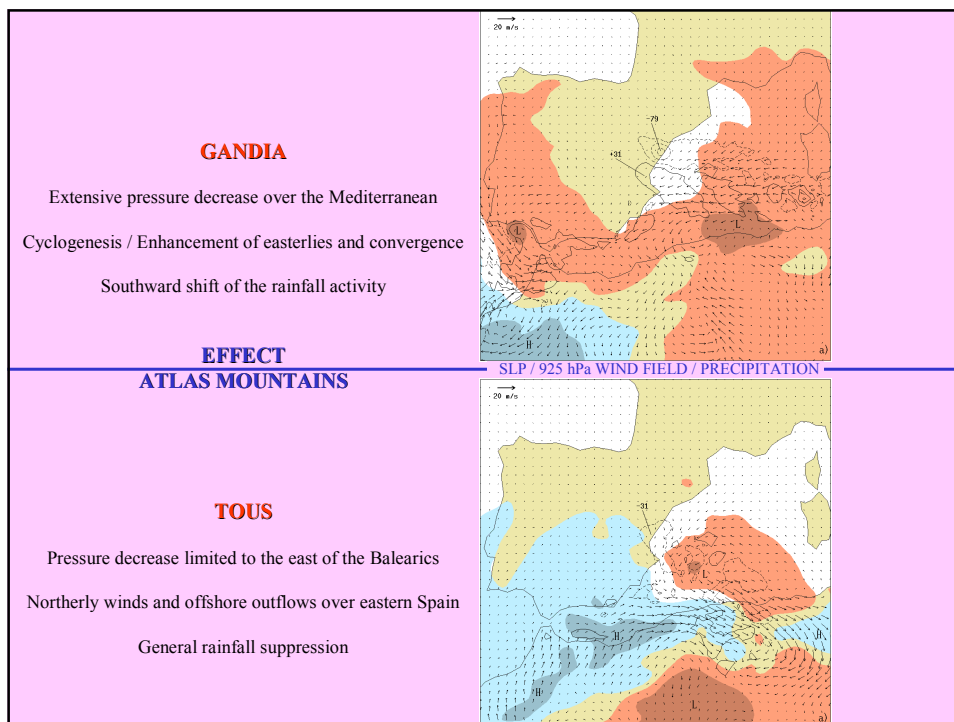 20 m/s
-79
+31
L
L
H
a)
GANDIA
Extensive pressure decrease over the Mediterranean
Cyclogenesis / Enhancement of easterlies and convergence
Southward shift of the rainfall activity
EFFECT
ATLAS MOUNTAINS
SLP / 925 hPa WIND FIELD / PRECIPITATION
20 m/s
-31
L
H
H
H
L
a)
TOUS
Pressure decrease limited to the east of the Balearics
Northerly winds and offshore outflows over eastern Spain
General rainfall suppression